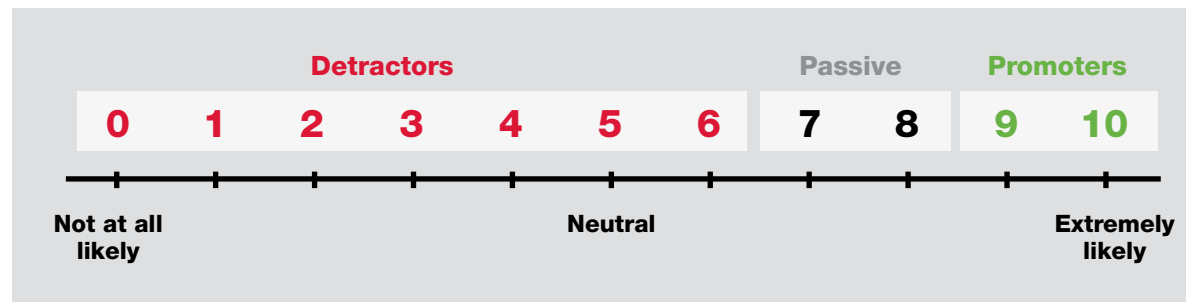 Detractors Passive Promoters
0 1 2 3 4 5 6 7 8 9 10
Not at all Neutral Extremely
likely likely